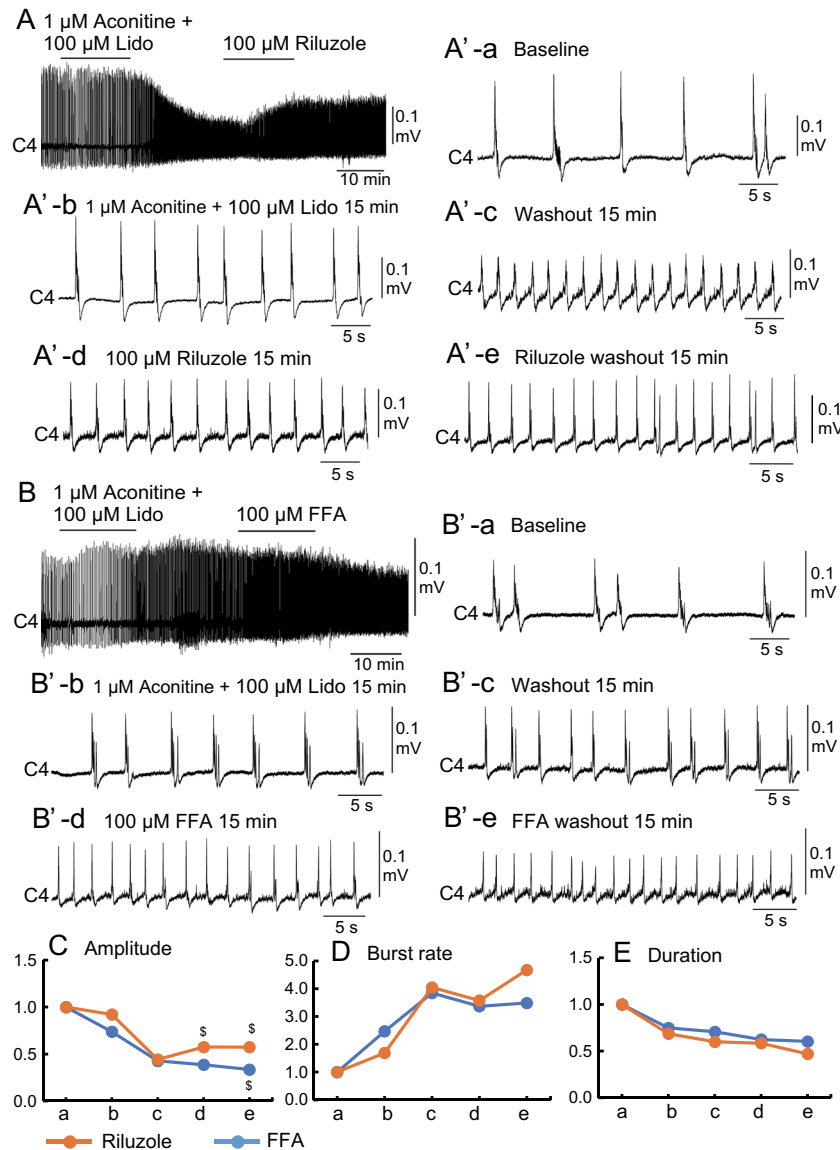 A 1 µM Aconitine +
100 µM Lido 100 µM Riluzole
C4
0.1
mV
10 min
A’ -a Baseline
C4
0.1
mV
5 s
A’ -b 1 µM Aconitine + 100 µM Lido 15 min
C4
0.1
mV
5 s
A’ -c Washout 15 min
C4
0.1
mV
5 s
A’ -d 100 µM Riluzole 15 min
C4
0.1
mV
5 s
A’ -e Riluzole washout 15 min
C4
0.1
mV
5 s
B 1 µM Aconitine +
100 µM Lido 100 µM FFA
C4
0.1
mV
10 min
B’ -a Baseline
C4
0.1
mV
5 s
B’ -b 1 µM Aconitine + 100 µM Lido 15 min
C4
0.1
mV
5 s
B’ -c Washout 15 min
C4
0.1
mV
5 s
B’ -d 100 µM FFA 15 min
C4
0.1
mV
5 s
B’ -e FFA washout 15 min
C4
0.1
mV
5 s
C Amplitude
1.5
1.0
0.5
0.0
$ $
$
a b c d e
D Burst rate
5.0
4.0
3.0
2.0
1.0
0.0
a b c d e
E Duration
1.5
1.0
0.5
0.0
a b c d e
Riluzole FFA